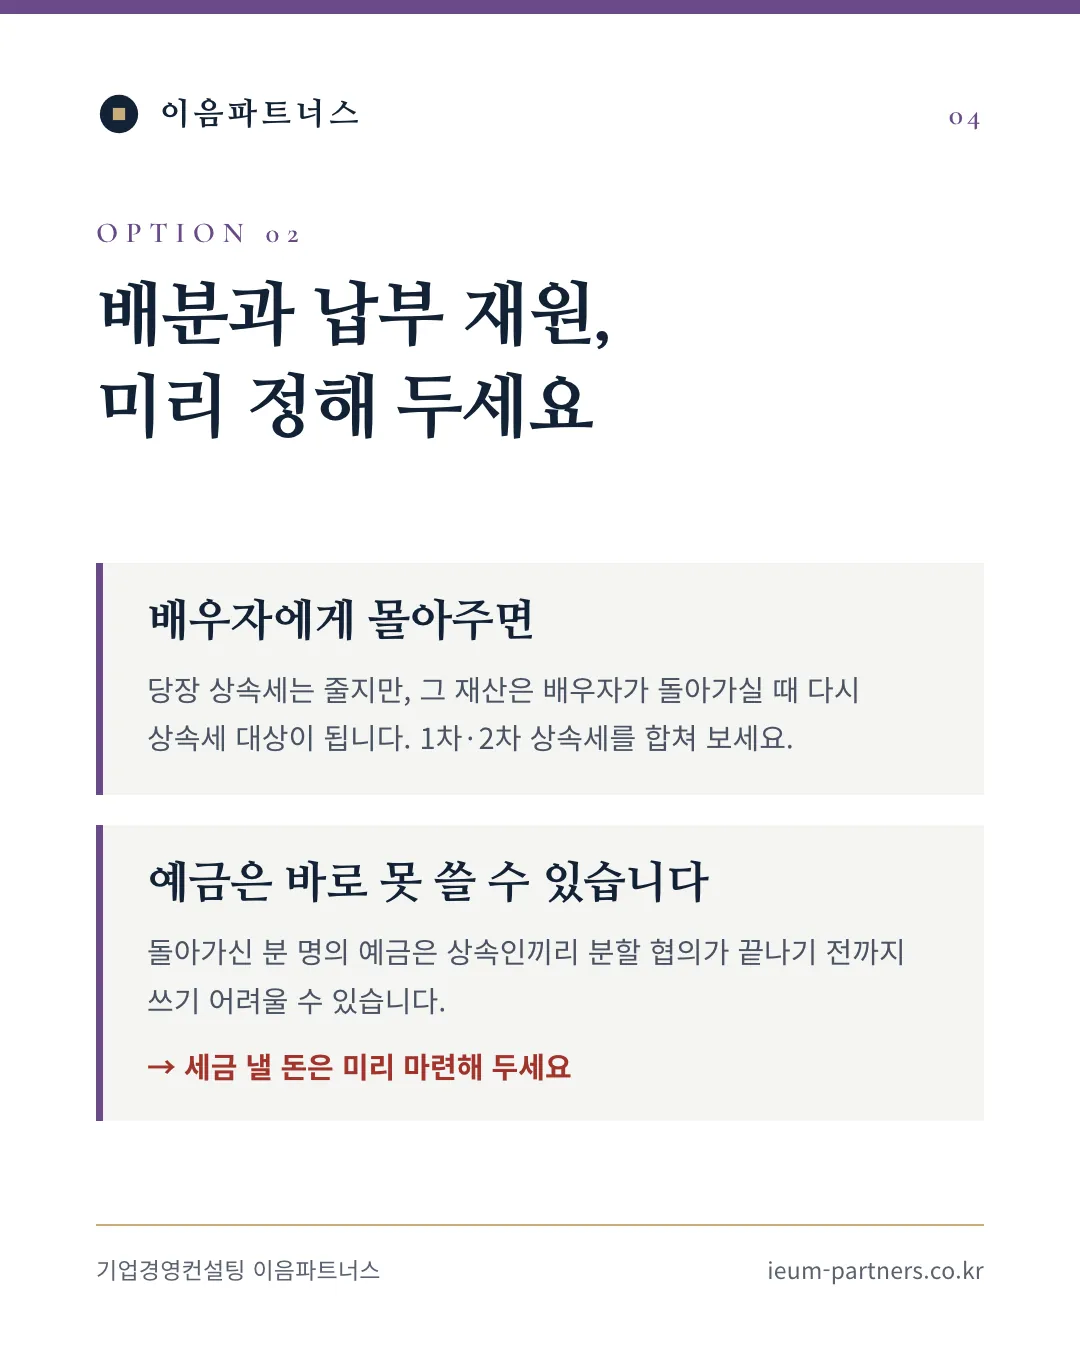 이음파트너스
04
OPTION 02
배분과 납부 재원,
미리 정해 두세요
배우자에게 몰아주면
당장 상속세는 줄지만, 그 재산은 배우자가 돌아가실 때 다시
상속세 대상이 됩니다. 1차·2차 상속세를 합쳐 보세요.
예금은 바로 못 쓸 수 있습니다
돌아가신 분 명의 예금은 상속인끼리 분할 협의가 끝나기 전까지
쓰기 어려울 수 있습니다.
→ 세금 낼 돈은 미리 마련해 두세요
기업경영컨설팅 이음파트너스
ieum-partners.co.kr